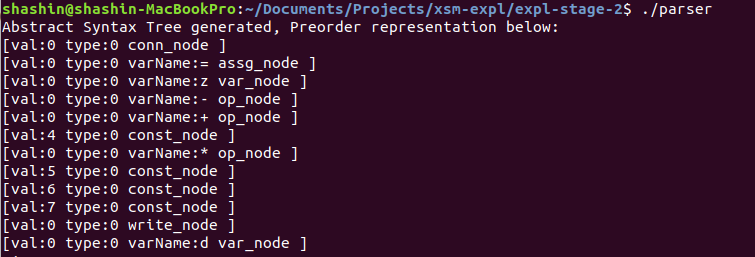 shashin@shashin-MacBookPro:~/Documents/Projects/xsm-expl/expl-stage-2$ ./parser
Abstract Syntax Tree generated, Preorder representation below:
[val:0 type:0 conn_node ]
[val:0 type:0 varName:= assg_node ]
[val:0 type:0 varName:z var_node ]
[val:0 type:0 varName:- op_node ]
[val:0 type:0 varName:+ op_node ]
[val:4 type:0 const_node ]
[val:0 type:0 varName:* op_node ]
[val:5 type:0 const_node ]
[val:6 type:0 const_node ]
[val:7 type:0 const_node ]
[val:0 type:0 write_node ]
[val:0 type:0 varName:d var_node ]